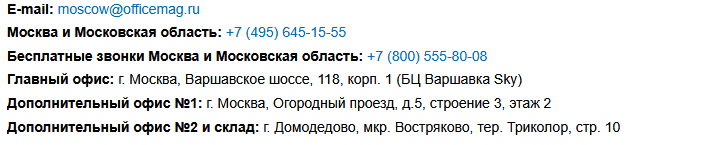 E-mail: moscow@officemag.ru
Москва и Московская область: +7 (495) 645-15-55
Бесплатные звонки Москва и Московская область: +7 (800) 555-80-08
Главный офис: г. Москва, Варшавское шоссе, 118, корп. 1 (БЦ Варшавка Sky)
Дополнительный офис №1: г. Москва, Огородный проезд, д.5, строение 3, этаж 2
Дополнительный офис №2 и склад: г. Домодедово, мкр. Востряково, тер. Триколор, стр. 10